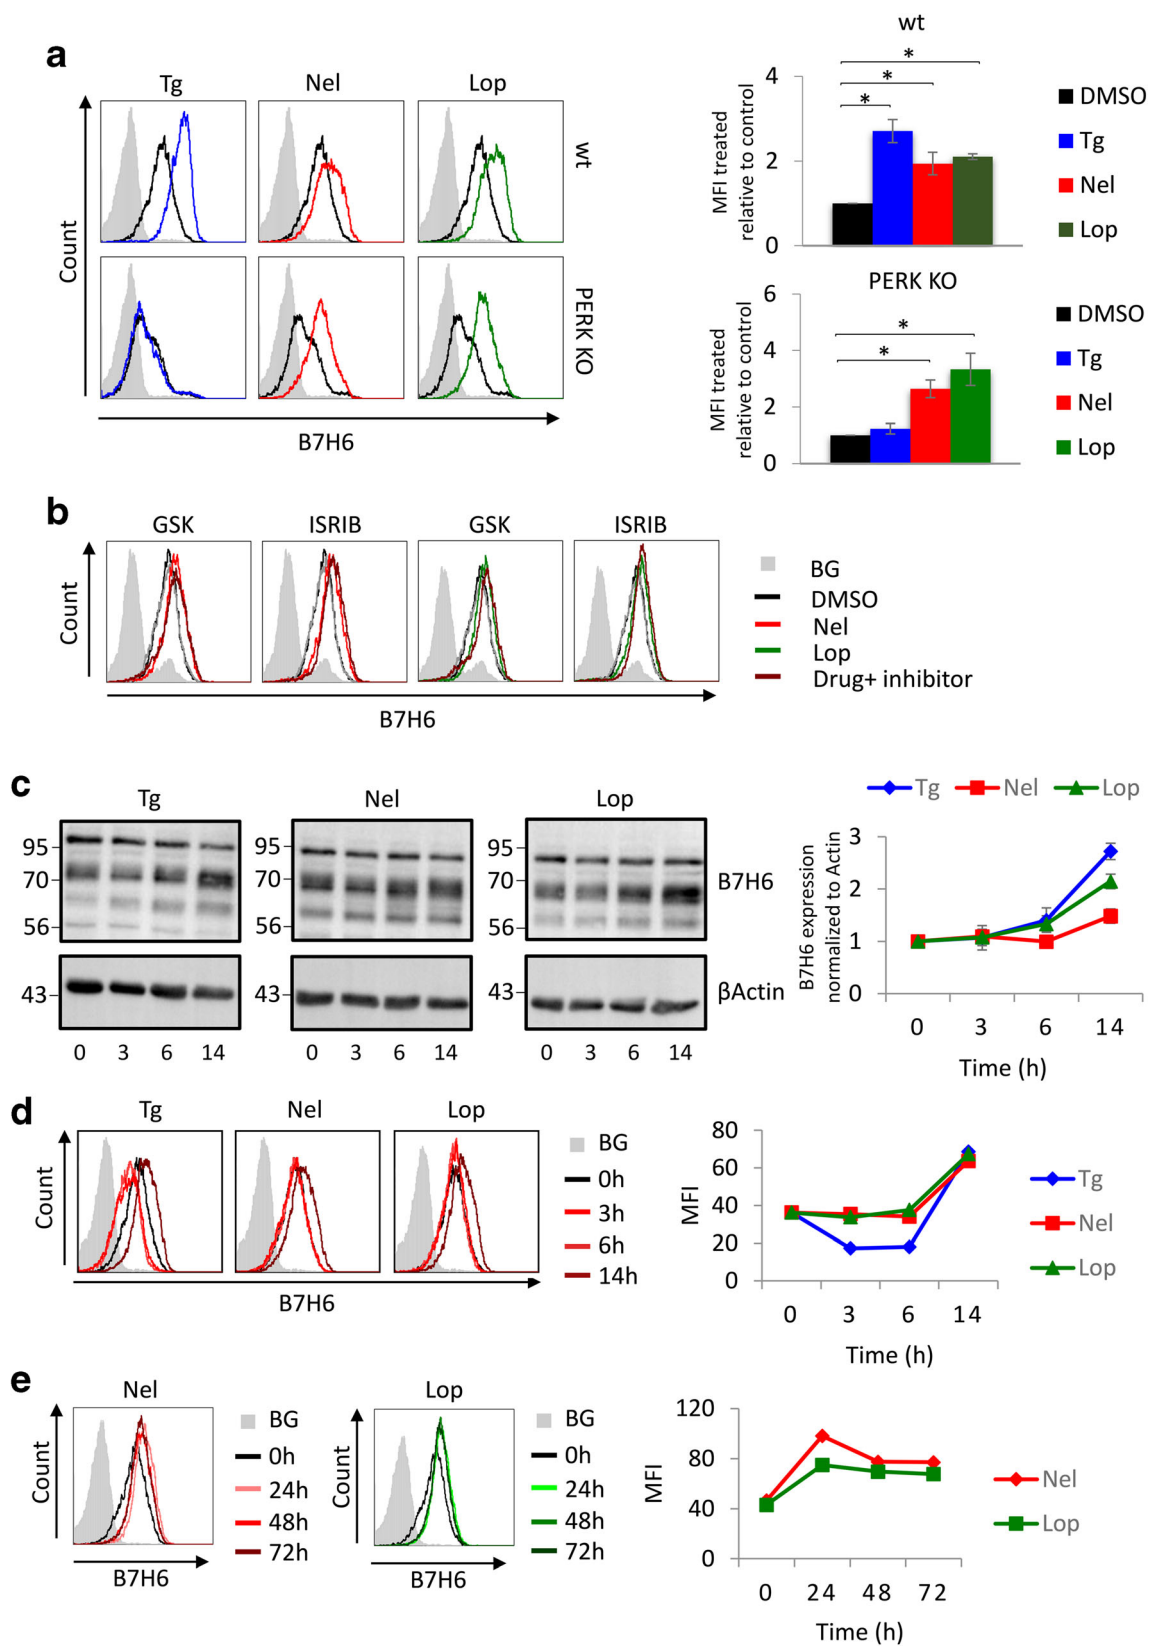 a
Tg Nel Lop
wt
PERK KO
Count
B7H6
wt
MFI treated
relative to control
4
2
0
* * *
DMSO
Tg
Nel
Lop
PERK KO
MFI treated
relative to control
6
4
2
0
* *
DMSO
Tg
Nel
Lop
b
GSK ISRIB GSK ISRIB
Count
B7H6
BG
DMSO
Nel
Lop
Drug+ inhibitor
c
Tg Nel Lop
95
70
56
43
95
70
56
43
95
70
56
43
B7H6
βActin
0 3 6 14
0 3 6 14
0 3 6 14
Tg Nel Lop
B7H6 expression
normalized to Actin
3
2
1
0
0 3 6 14
Time (h)
d
Tg Nel Lop
Count
B7H6
BG
0h
3h
6h
14h
MFI
80
60
40
20
0
0 3 6 14
Time (h)
Tg
Nel
Lop
e
Nel
Count
B7H6
BG
0h
24h
48h
72h
Lop
Count
B7H6
BG
0h
24h
48h
72h
MFI
120
80
40
0
0 24 48 72
Time (h)
Nel
Lop